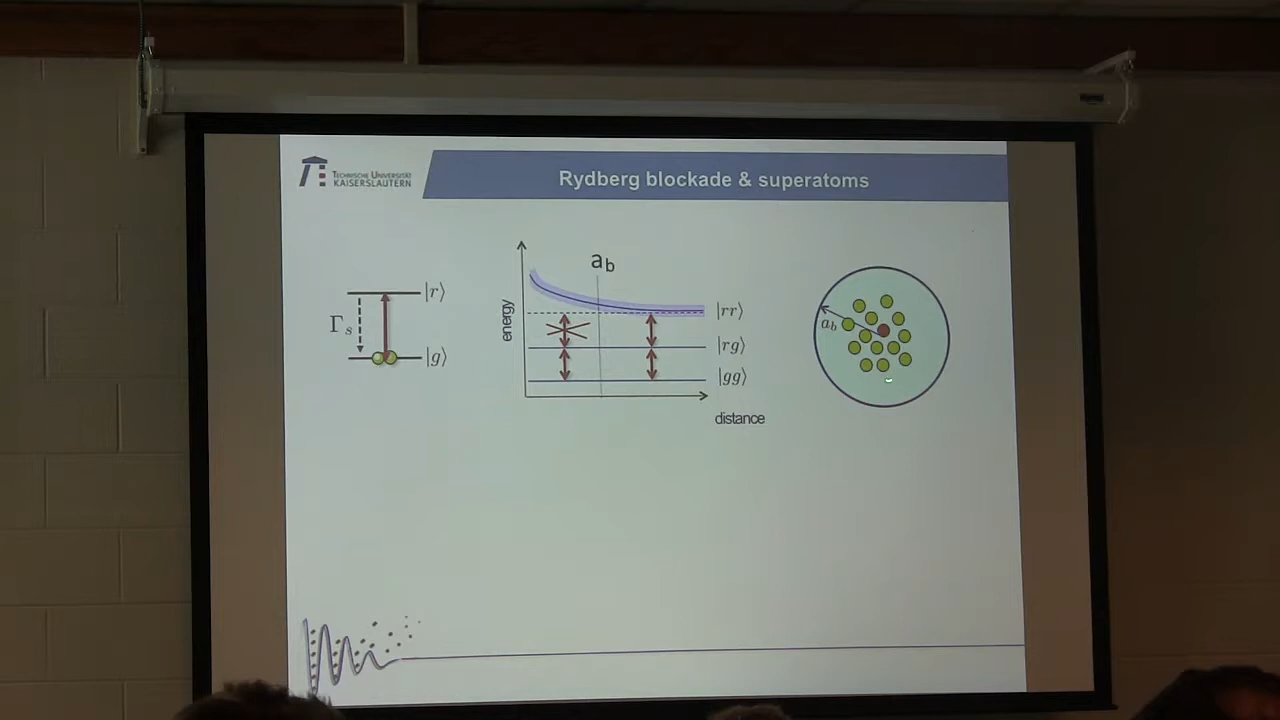 TECHNISCHE UNIVERSITÄT
KAISERSLAUTERN
Rydberg blockade & superatoms
|r⟩
Γs
|g⟩
energy
ab
|rr⟩
|rg⟩
|gg⟩
distance
ab